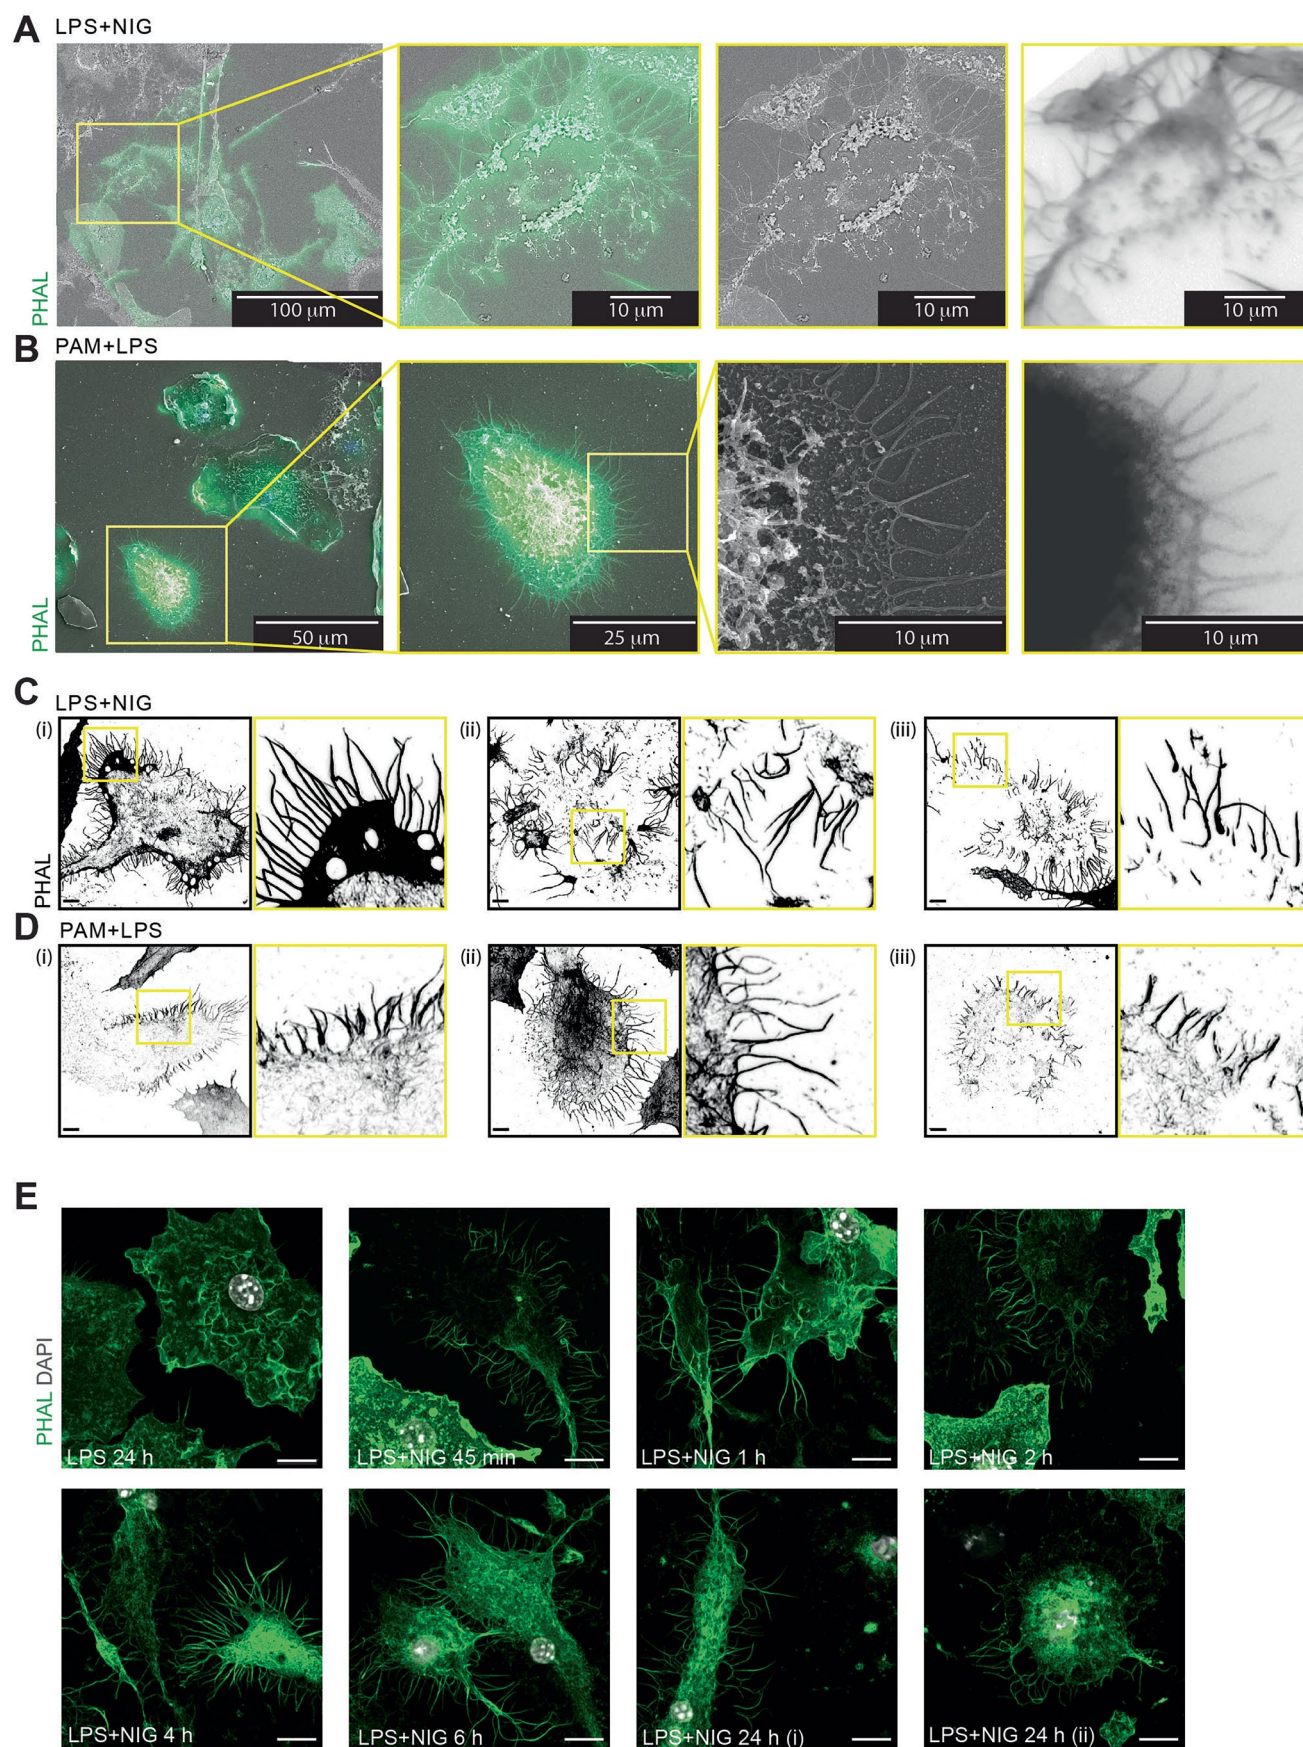 A
LPS+NIG
PHAL
100 µm
10 µm
10 µm
10 µm
B
PAM+LPS
PHAL
50 µm
25 µm
10 µm
10 µm
C
LPS+NIG
(i)
(ii)
(iii)
PHAL
D
PAM+LPS
(i)
(ii)
(iii)
E
PHAL DAPI
LPS 24 h
LPS+NIG 45 min
LPS+NIG 1 h
LPS+NIG 2 h
LPS+NIG 4 h
LPS+NIG 6 h
LPS+NIG 24 h (i)
LPS+NIG 24 h (ii)